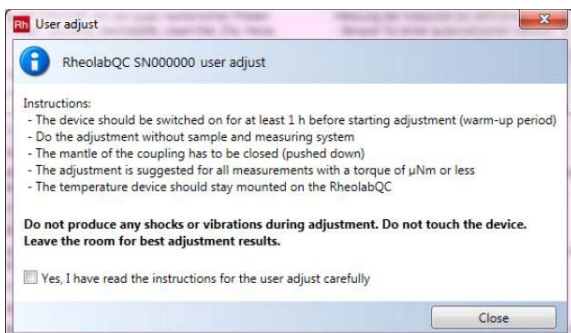 Rh User adjust
RheolabQC SN000000 user adjust
Instructions:
- The device should be switched on for at least 1 h before starting adjustment (warm-up period)
- Do the adjustment without sample and measuring system
- The mantle of the coupling has to be closed (pushed down)
- The adjustment is suggested for all measurements with a torque of µNm or less
- The temperature device should stay mounted on the RheolabQC
Do not produce any shocks or vibrations during adjustment. Do not touch the device.
Leave the room for best adjustment results.
Yes, I have read the instructions for the user adjust carefully
Close